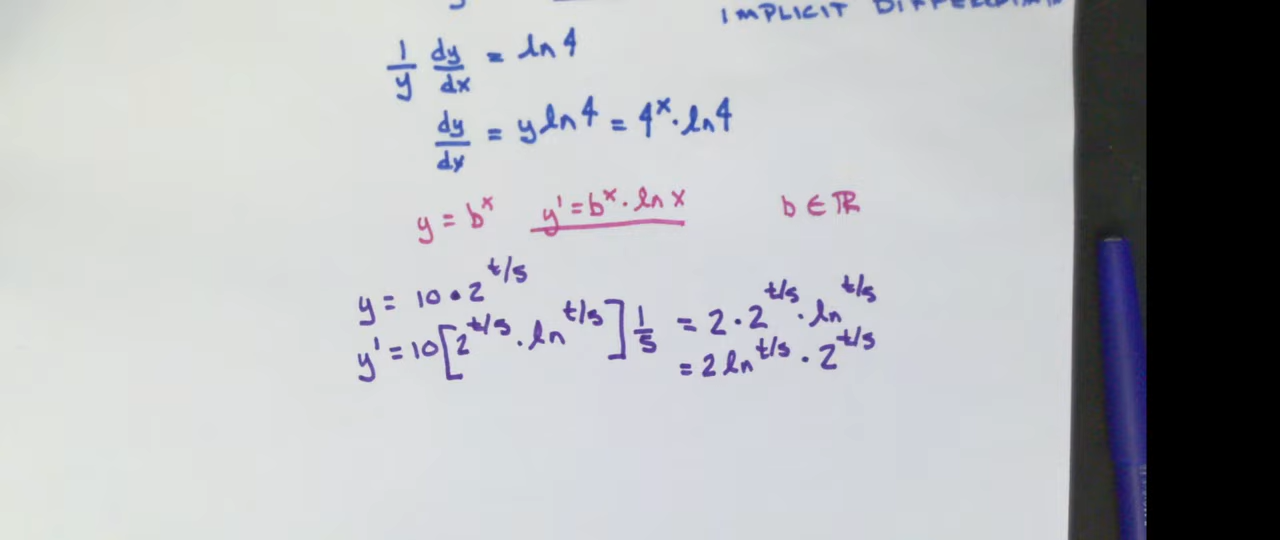 IMPLICIT
1/y dy/dx = ln 4
dy/dx = y ln 4 = 4^x · ln 4
y = b^x y' = b^x · ln x b ∈ ℝ
y = 10 · 2^t/5
y' = 10[2^t/5 · ln^t/5] 1/5 = 2 · 2^t/5 · ln^t/5
= 2 ln^t/5 · 2^t/5